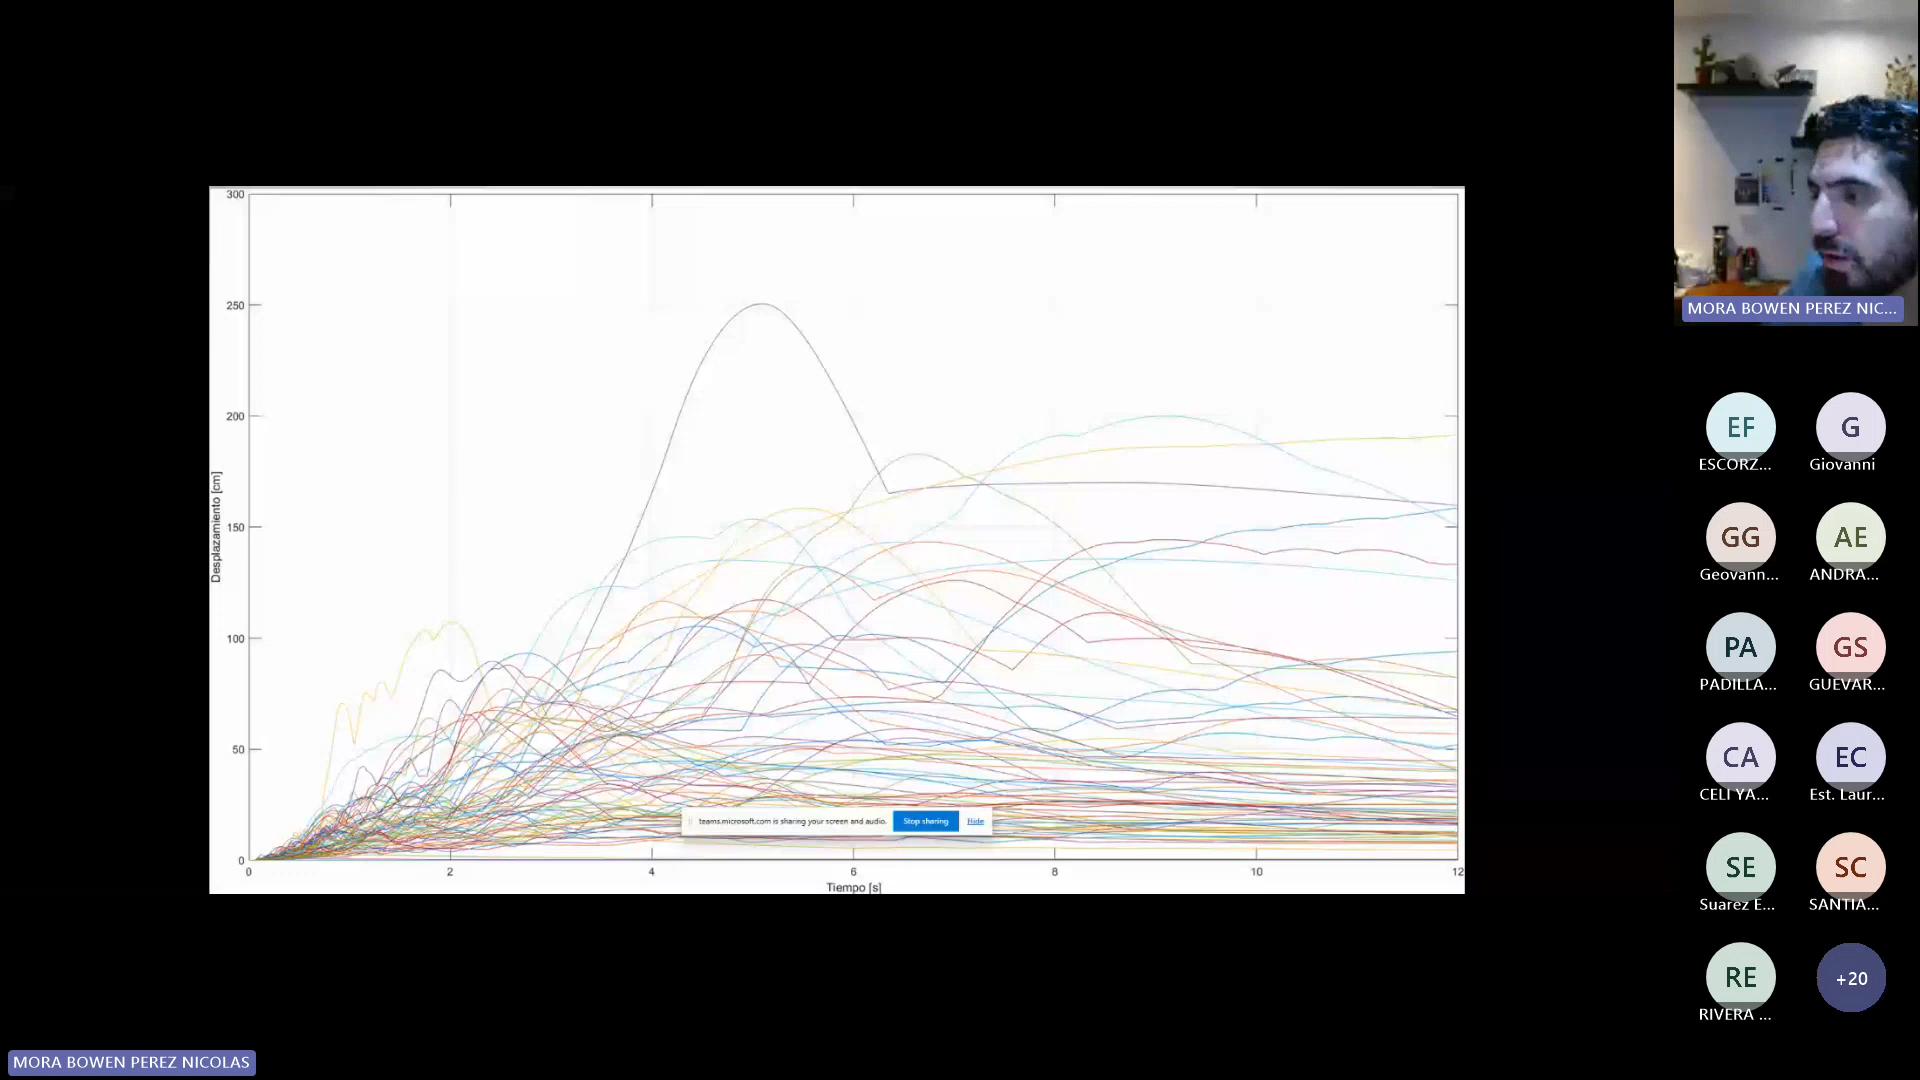 300
250
200
150
100
50
0
Desplazamiento [cm]
0 2 4 6 8 10 12
Tiempo [s]
teams.microsoft.com is sharing your screen and audio. Stop sharing Hide
MORA BOWEN PEREZ NIC...
EF G
ESCORZ... Giovanni
GG AE
Geovann... ANDRA...
PA GS
PADILLA... GUEVAR...
CA EC
CELI YA... Est. Laur...
SE SC
Suarez E... SANTIA...
RE +20
RIVERA ...
MORA BOWEN PEREZ NICOLAS